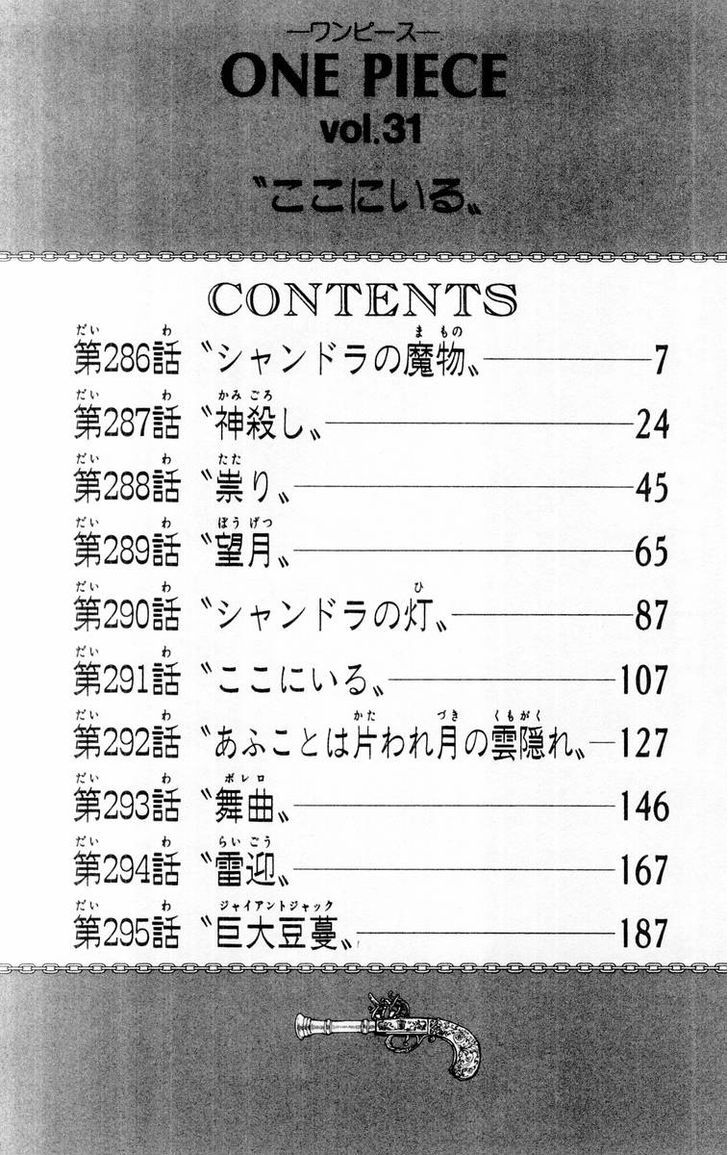 ―ワンピース―
ONE PIECE
vol.31
〝ここにいる〟
CONTENTS
第286話 〝シャンドラの魔物〟―7
第287話 〝神殺し〟―24
第288話 〝祟り〟―45
第289話 〝望月〟―65
第290話 〝シャンドラの灯〟―87
第291話 〝ここにいる〟―107
第292話 〝あふことは片われ月の雲隠れ〟―127
第293話 〝舞曲〟―146
第294話 〝雷迎〟―167
第295話 〝巨大豆蔓〟―187